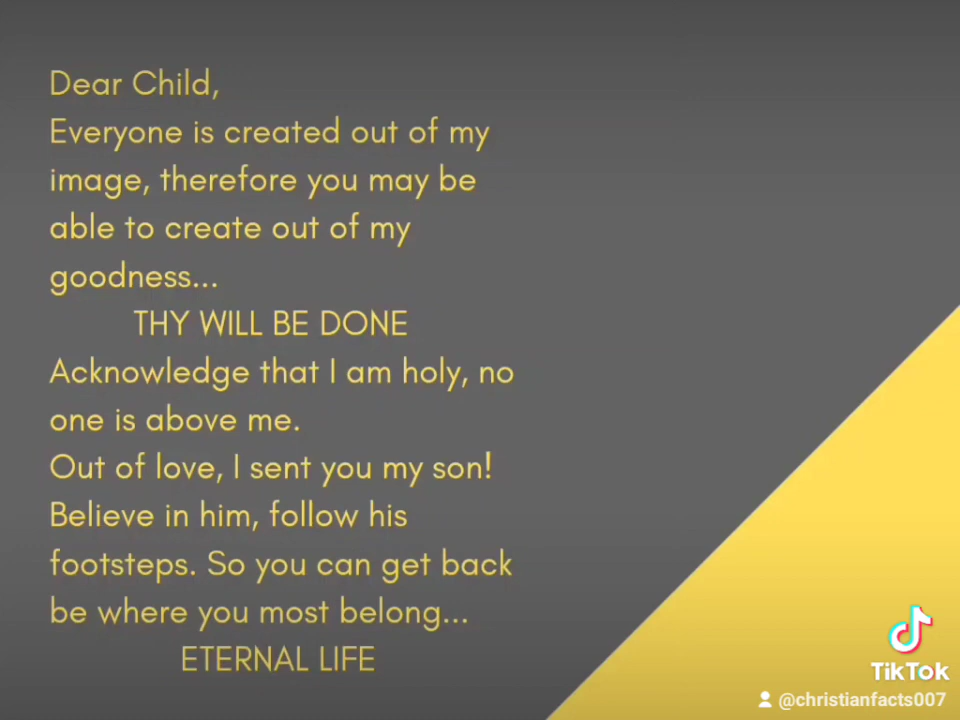 Dear Child,
Everyone is created out of my
image, therefore you may be
able to create out of my
goodness...
THY WILL BE DONE
Acknowledge that I am holy, no
one is above me.
Out of love, I sent you my son!
Believe in him, follow his
footsteps. So you can get back
be where you most belong...
ETERNAL LIFE
TikTok
@christianfacts007